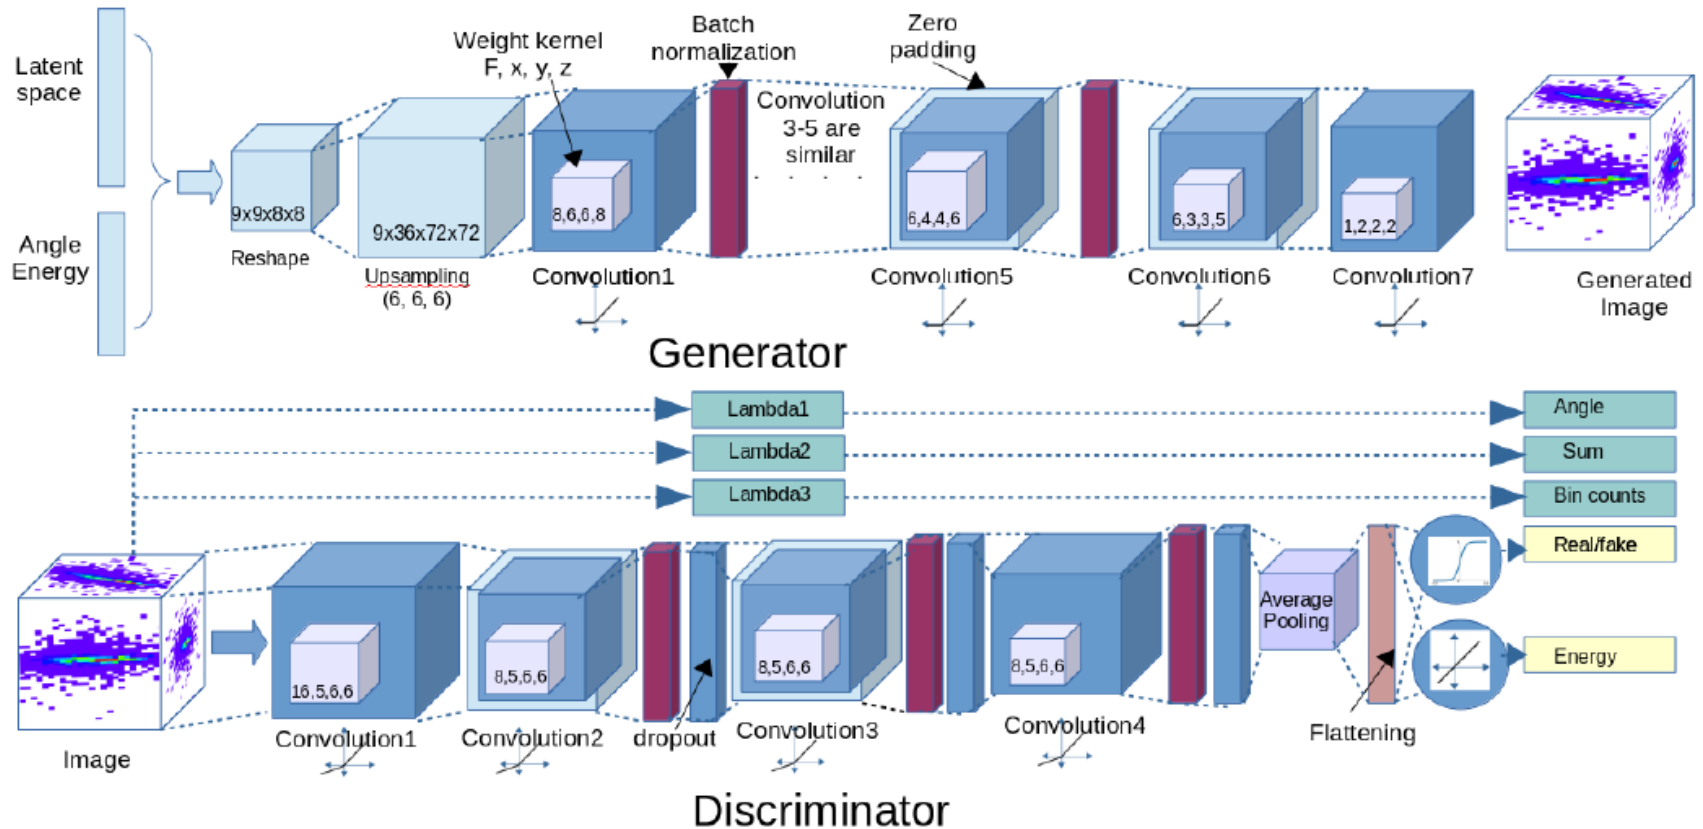 Latent
space
Angle
Energy
9x9x8x8
Reshape
9x36x72x72
Upsampling
(6, 6, 6)
Weight kernel
F, x, y, z
8,6,6,8
Convolution1
Batch
normalization
Convolution
3-5 are
similar
. . . .
Zero
padding
6,4,4,6
Convolution5
6,3,3,5
Convolution6
1,2,2,2
Convolution7
Generated
Image
Generator
Lambda1
Angle
Lambda2
Sum
Lambda3
Bin counts
Image
16,5,6,6
Convolution1
8,5,6,6
Convolution2
dropout
8,5,6,6
Convolution3
8,5,6,6
Convolution4
Average
Pooling
Flattening
Real/fake
Energy
Discriminator